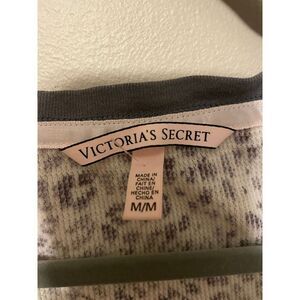 VICTORIA'S SECRET
MADE IN
CHINA/
FAIT EN
CHINE/
HECHO EN
CHINA
M/M